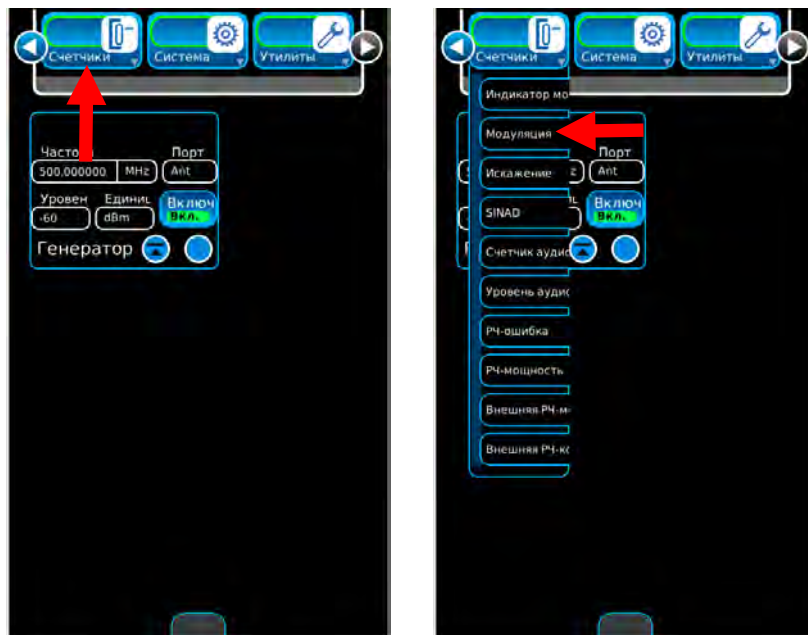 Счетчики Система Утилиты
Частота Порт
500,000000 MHz Ant
Уровен Единиц Включ
-60 dBm Вкл.
Генератор
Счетчики Система Утилиты
Индикатор мо
Модуляция
Порт
Искажение Ant
Включ
SINAD Вкл.
Счетчик аудио
Уровень аудио
РЧ-ошибка
РЧ-мощность
Внешняя РЧ-м
Внешняя РЧ-ко